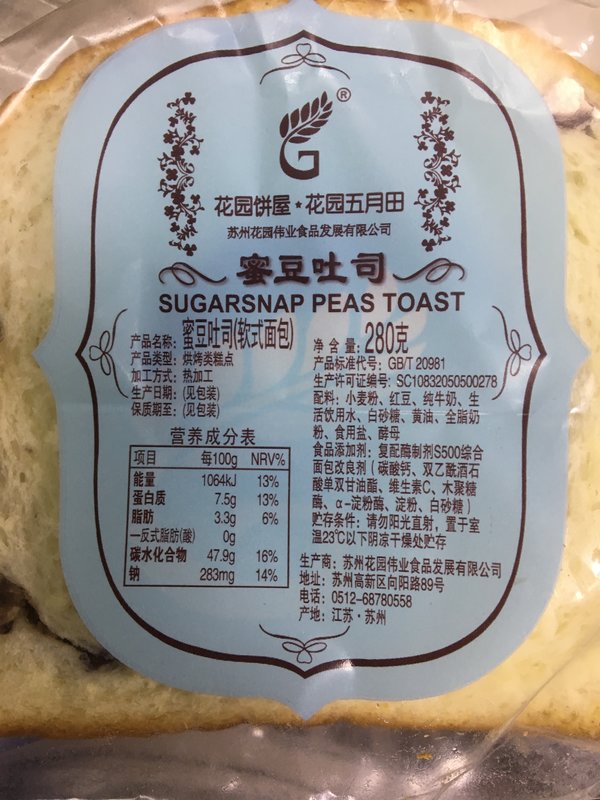 G®
花园饼屋★花园五月田
苏州花园伟业食品发展有限公司
蜜豆吐司
SUGARSNAP PEAS TOAST
产品名称: 蜜豆吐司(软式面包)
产品类型: 烘烤类糕点
加工方式: 热加工
生产日期: (见包装)
保质期至: (见包装)
营养成分表
项目 每100g NRV%
能量 1064kJ 13%
蛋白质 7.5g 13%
脂肪 3.3g 6%
—反式脂肪(酸) 0g
碳水化合物 47.9g 16%
钠 283mg 14%
净含量: 280克
产品标准代号: GB/T 20981
生产许可证编号: SC10832050500278
配料: 小麦粉、红豆、纯牛奶、生
活饮用水、白砂糖、黄油、全脂奶
粉、食用盐、酵母
食品添加剂: 复配酶制剂S500综合
面包改良剂（碳酸钙、双乙酰酒石
酸单双甘油酯、维生素C、木聚糖
酶、α-淀粉酶、淀粉、白砂糖）
贮存条件: 请勿阳光直射，置于室
温23℃以下阴凉干燥处贮存
生产商: 苏州花园伟业食品发展有限公司
地址: 苏州高新区向阳路89号
电话: 0512-68780558
产地: 江苏·苏州